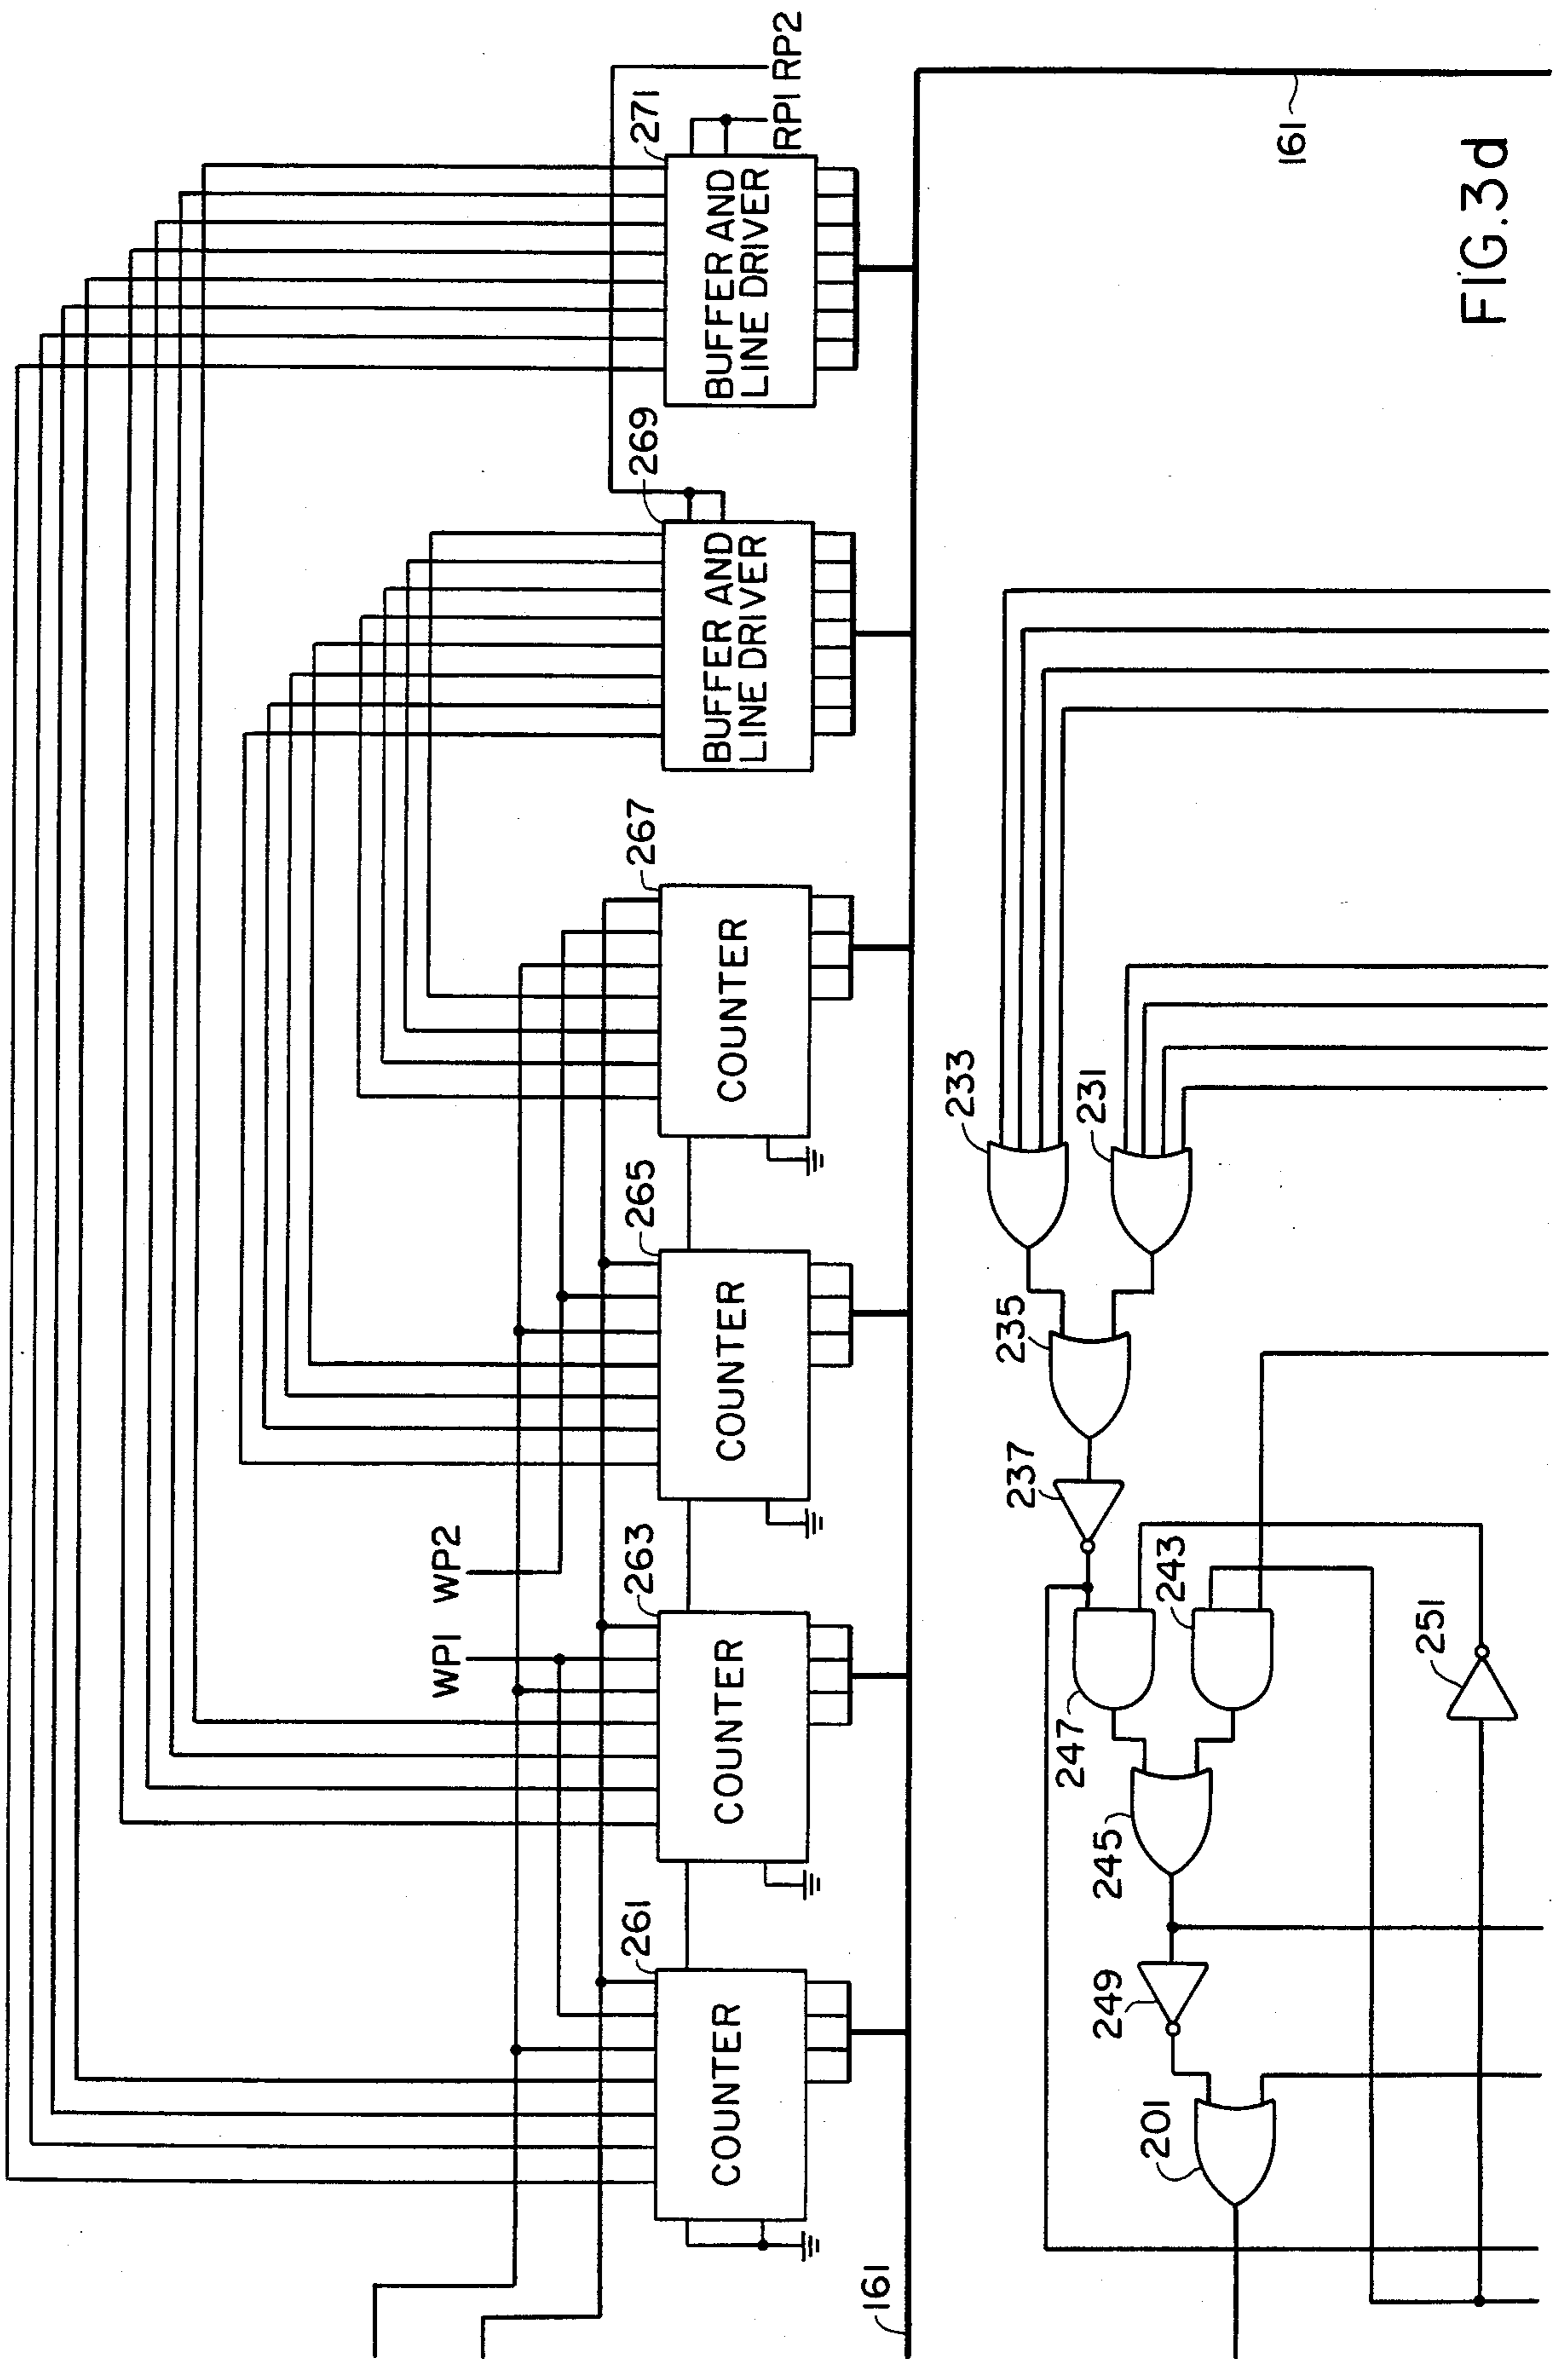 WP1
WP2
261
COUNTER
263
COUNTER
265
COUNTER
267
COUNTER
269
BUFFER AND
LINE DRIVER
271
BUFFER AND
LINE DRIVER
RP1 RP2
161
161
201
249
245
247
243
251
237
235
233
231
FIG.3d